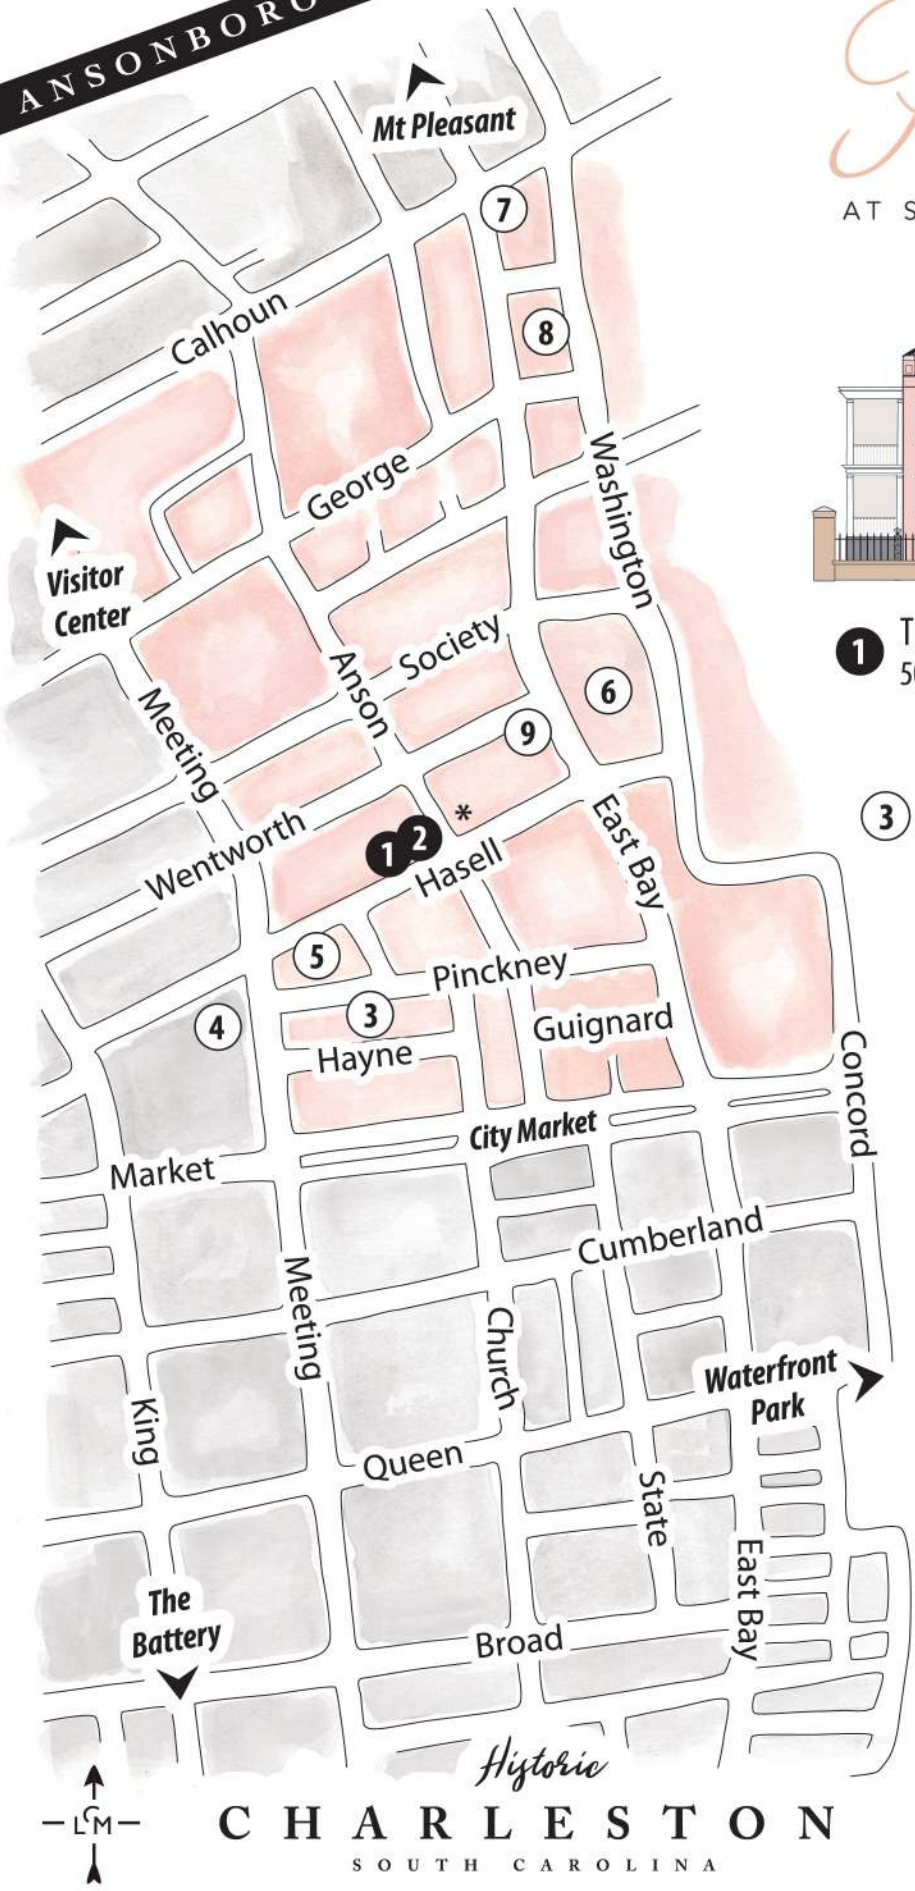 ANSONBORO
Mt Pleasant
7
AT S
Calhoun
8
George
Washington
Visitor
Center
1
T
50
Society
Anson
6
Meeting
9
3
*
East Bay
1 2
Wentworth
Hasell
5
Pinckney
3
4
Guignard
Hayne
Concord
City Market
Market
Cumberland
Meeting
Church
Waterfront
Park
King
Queen
State
The
Battery
East Bay
Broad
Historic
LCM
CHARLESTON
SOUTH CAROLINA